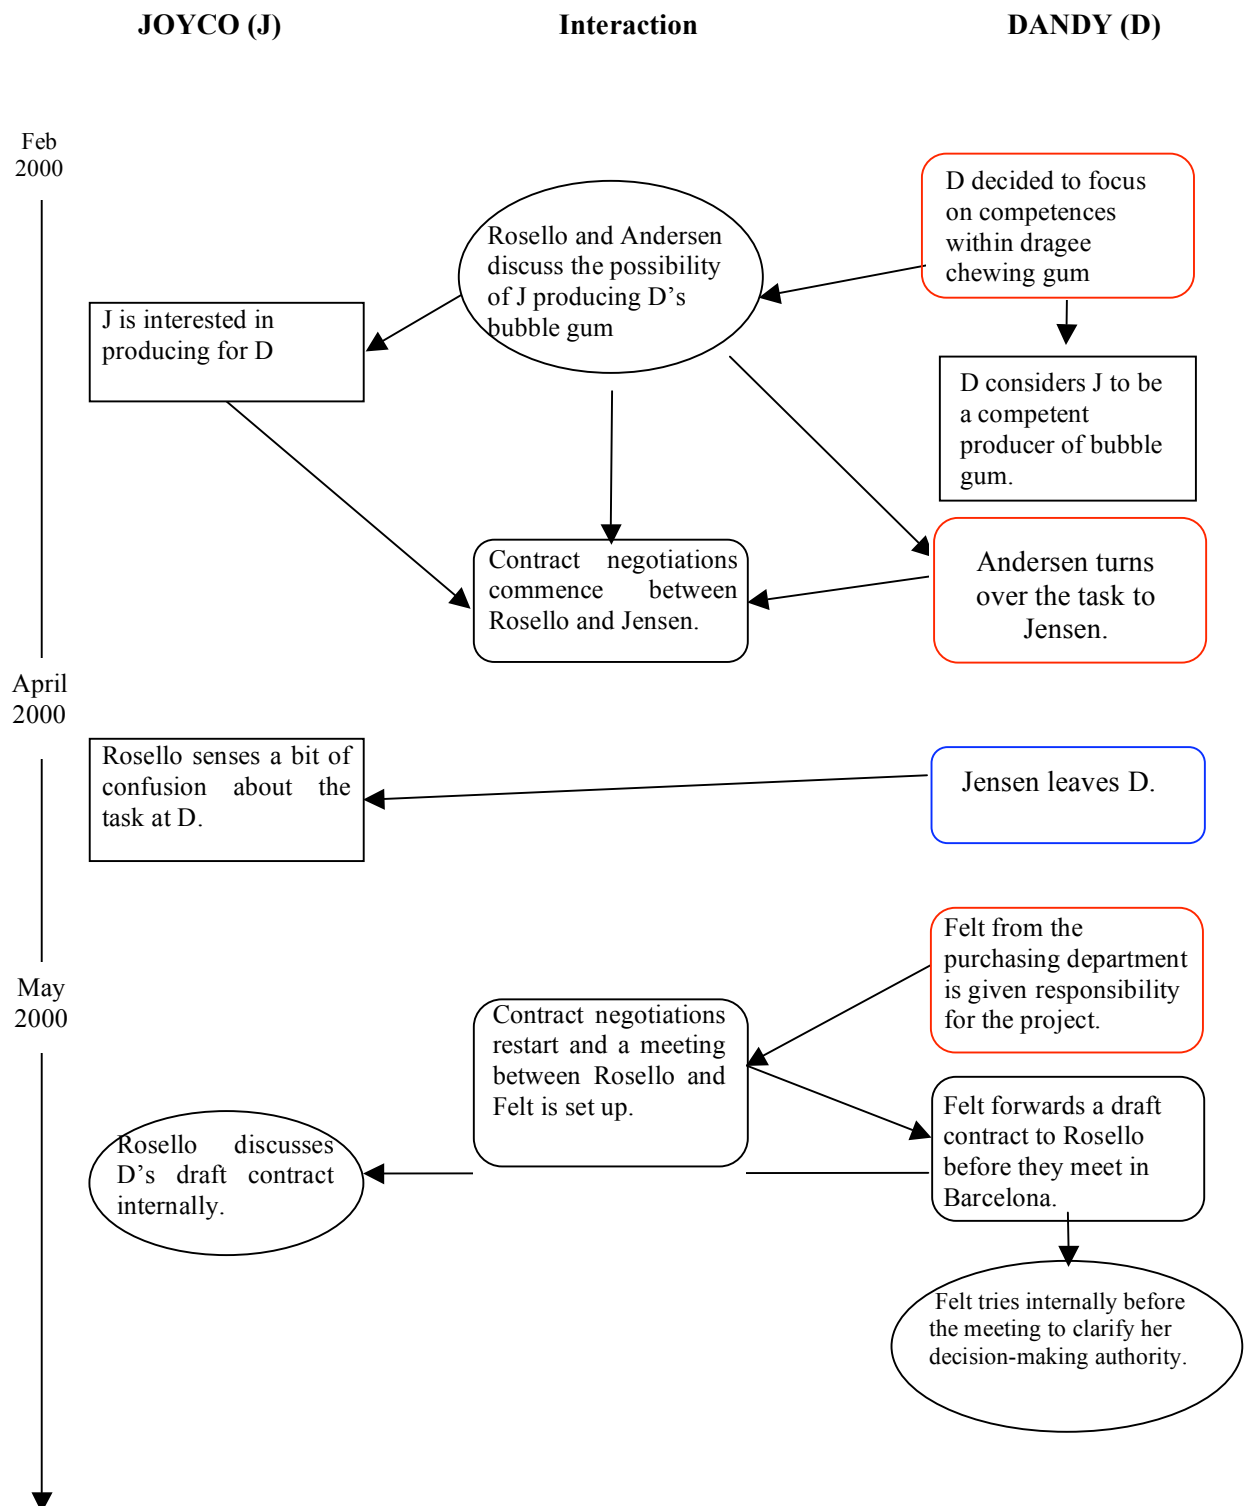 JOYCO (J)
Interaction
DANDY (D)
Feb
2000
D decided to focus
on competences
within dragee
chewing gum
Rosello and Andersen
discuss the possibility
of J producing D’s
bubble gum
J is interested in
producing for D
D considers J to be
a competent
producer of bubble
gum.
Contract negotiations
commence between
Rosello and Jensen.
Andersen turns
over the task to
Jensen.
April
2000
Rosello senses a bit of
confusion about the
task at D.
Jensen leaves D.
Felt from the
purchasing department
is given responsibility
for the project.
May
2000
Contract negotiations
restart and a meeting
between Rosello and
Felt is set up.
Felt forwards a draft
contract to Rosello
before they meet in
Barcelona.
Rosello discusses
D’s draft contract
internally.
Felt tries internally before
the meeting to clarify her
decision-making authority.